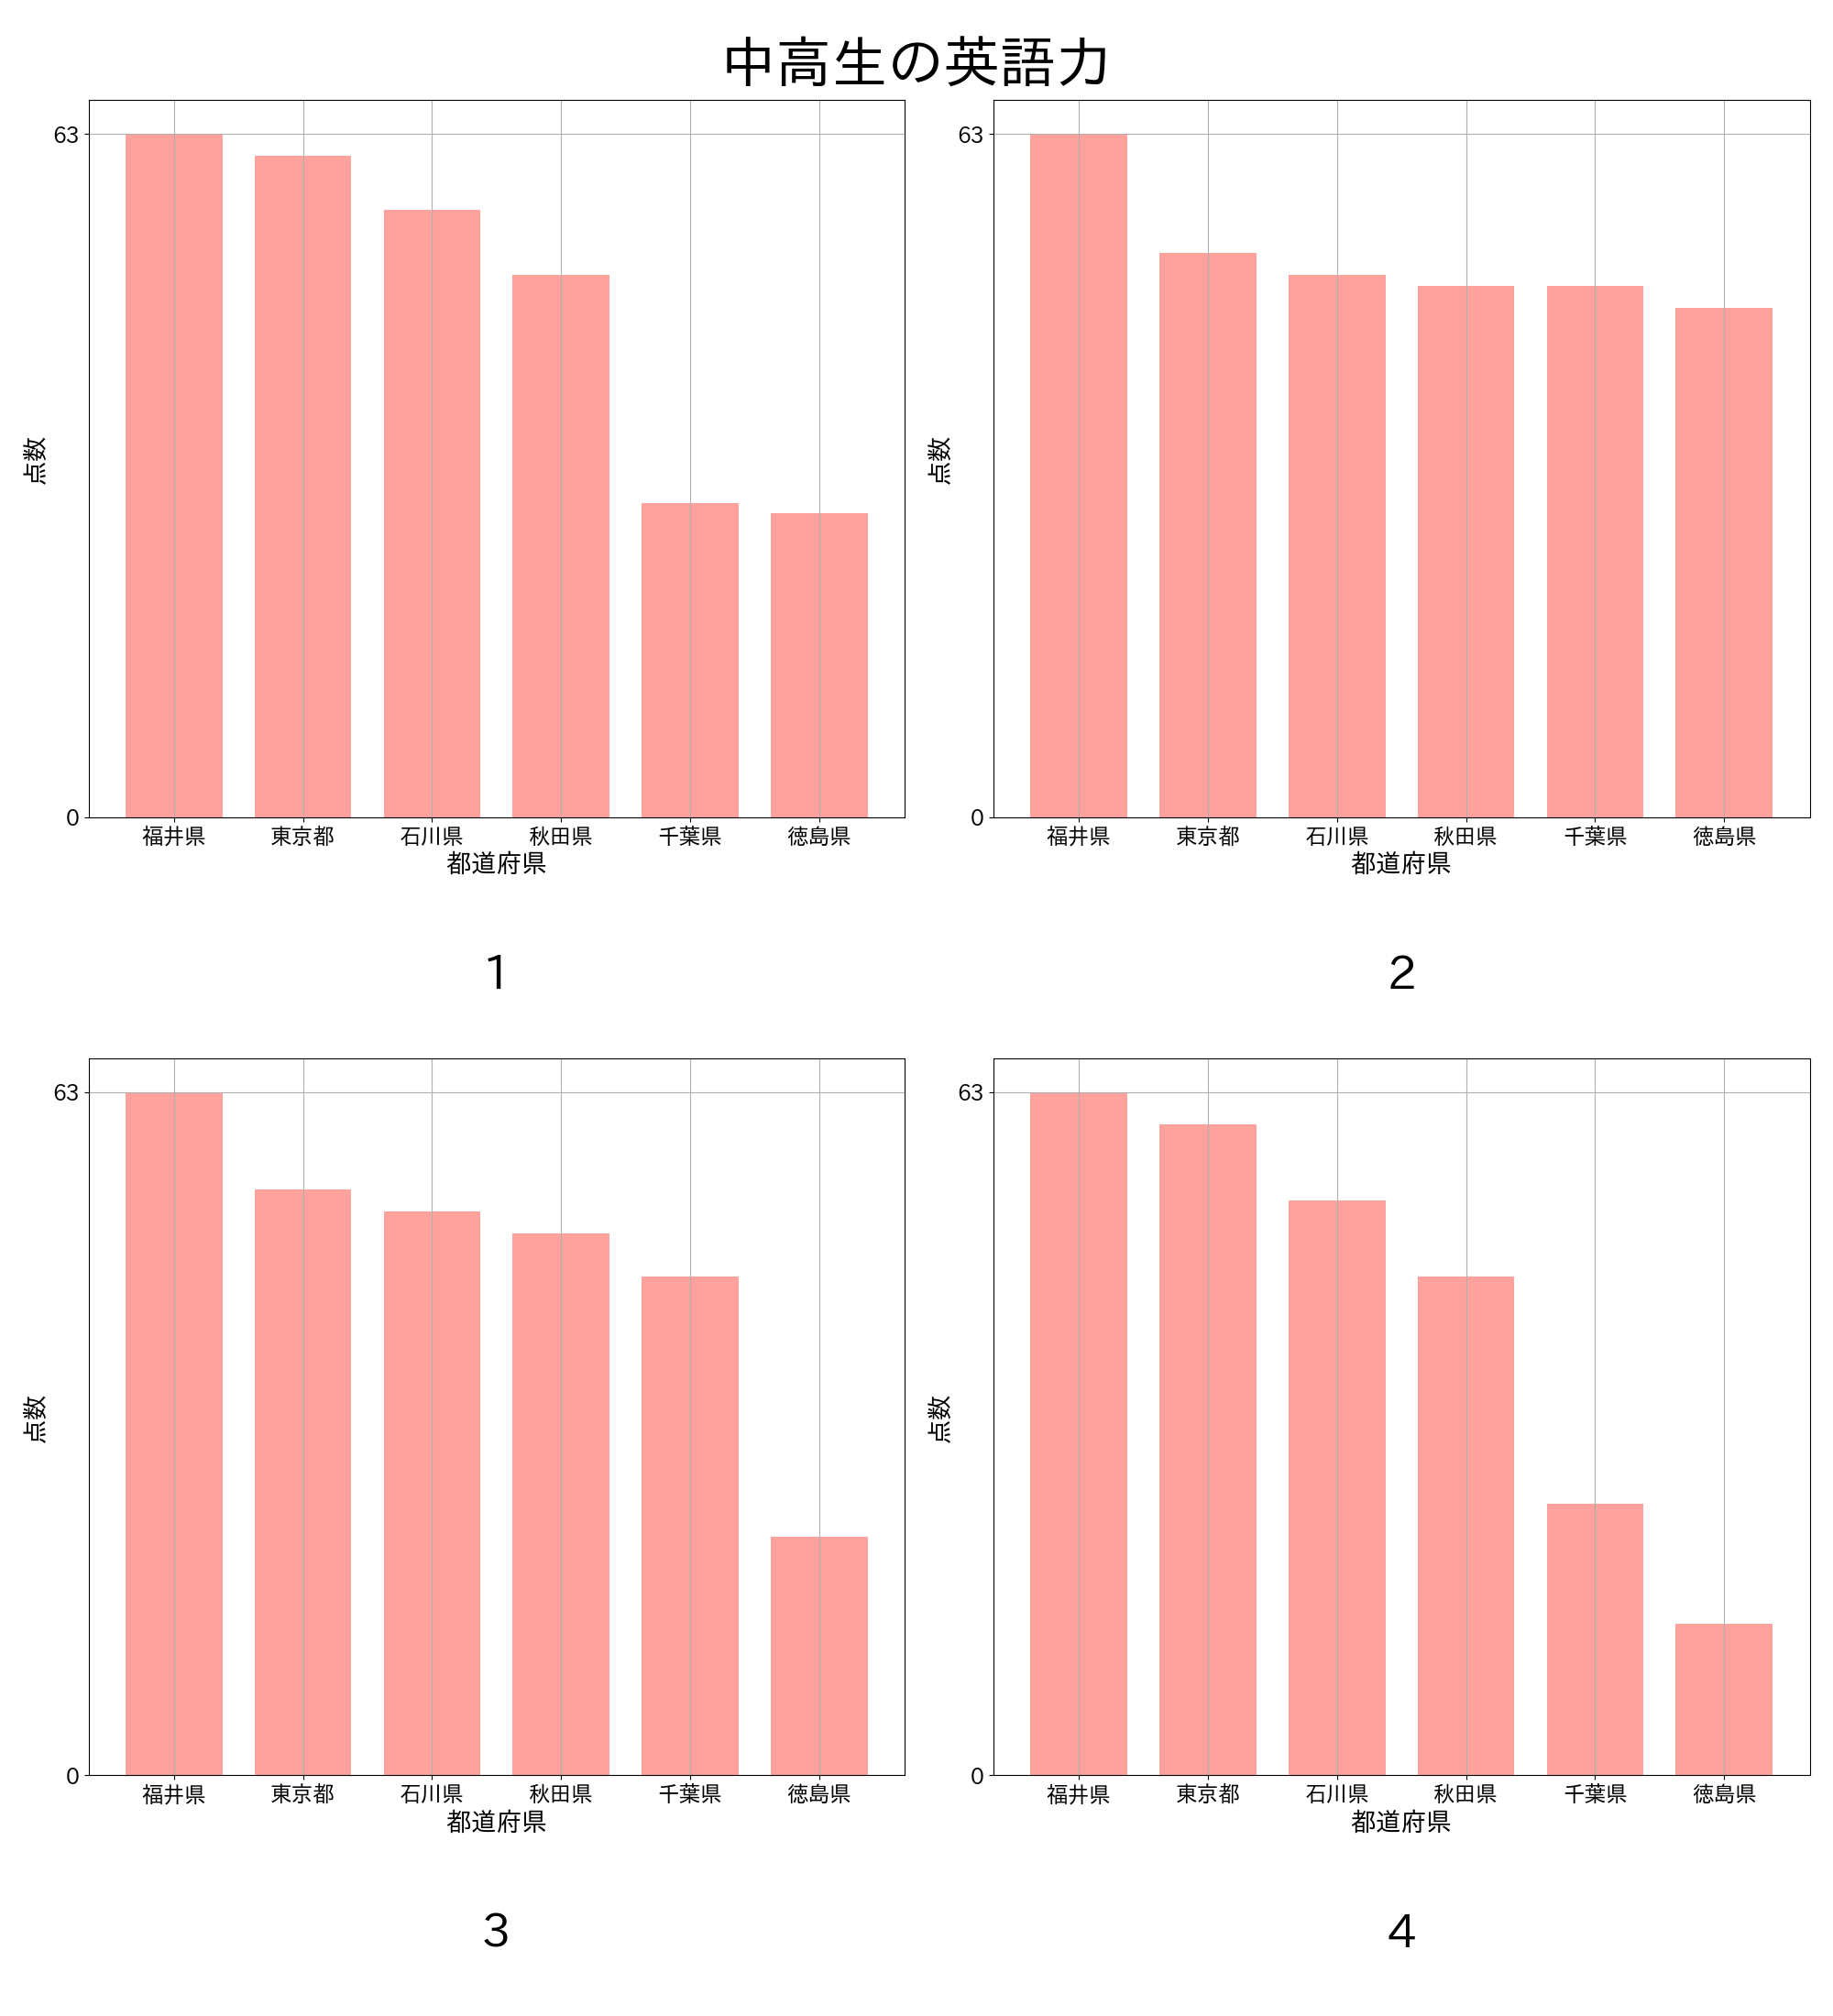 中高生の英語力
63
0
点数
福井県 東京都 石川県 秋田県 千葉県 徳島県
都道府県
1
63
0
点数
福井県 東京都 石川県 秋田県 千葉県 徳島県
都道府県
2
63
0
点数
福井県 東京都 石川県 秋田県 千葉県 徳島県
都道府県
3
63
0
点数
福井県 東京都 石川県 秋田県 千葉県 徳島県
都道府県
4